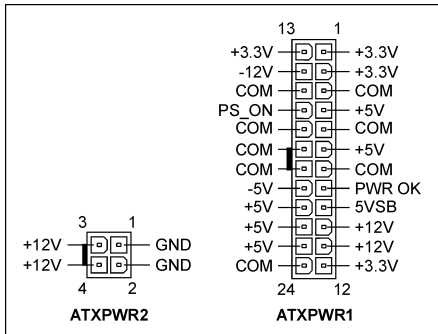 13 1
+3.3V +3.3V
-12V +3.3V
COM COM
PS_ON +5V
COM COM
COM +5V
COM COM
-5V PWR OK
+5V 5VSB
+5V +12V
+5V +12V
COM +3.3V
24 12
ATXPWR1
3 1
+12V GND
+12V GND
4 2
ATXPWR2